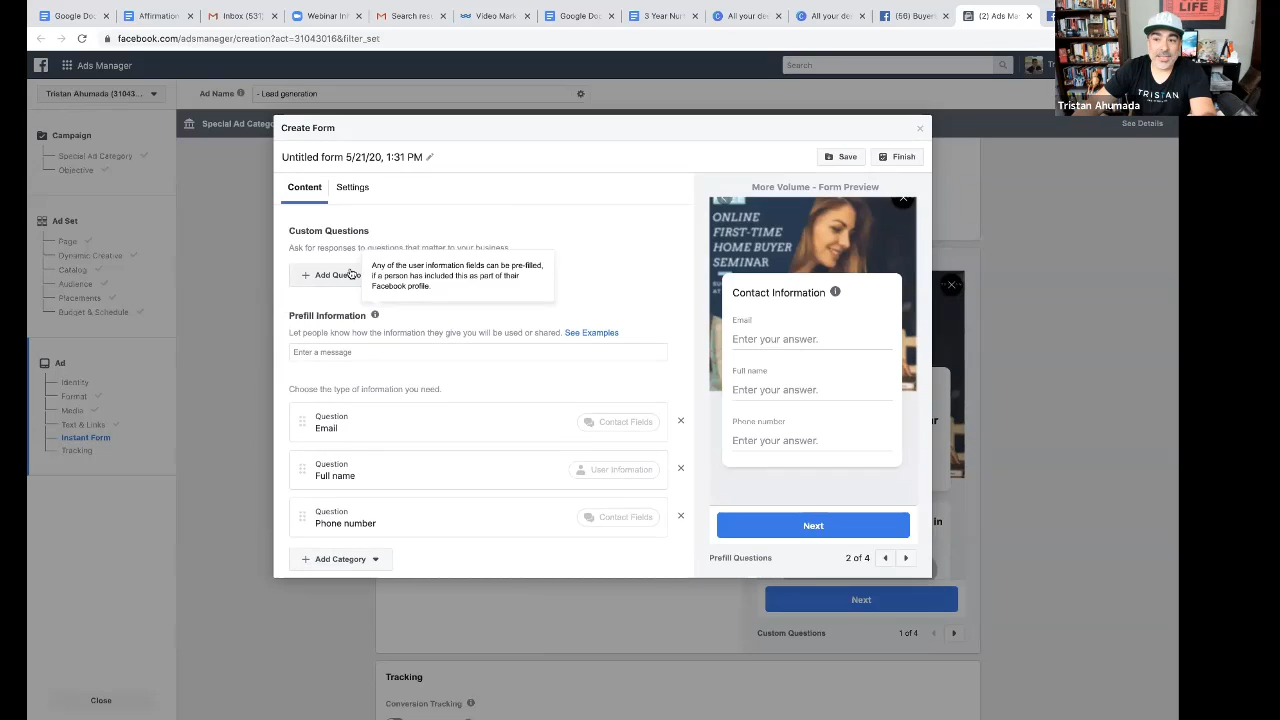 Google Doc
Affirmation
Inbox (531)
Webinar In
Search resu
Video Ma
Google Doc
3 Year Nu
All your de
All your de
(56) Buyer
(2) Ads Ma
facebook.com/adsmanager/creation?act=31043016&filter_set
Ads Manager
Search
LIFE
TRISTAN
Tristan Ahumada
Tristan Ahumada (31043...
Ad Name
- Lead generation
Special Ad Catego
See Details
Campaign
Special Ad Category
Objective
Ad Set
Page
Dynamic Creative
Catalog
Audience
Placements
Budget & Schedule
Ad
Identity
Format
Media
Text & Links
Instant Form
Tracking
Close
Create Form
Untitled form 5/21/20, 1:31 PM
Save
Finish
Content
Settings
Custom Questions
Ask for responses to questions that matter to your business.
+ Add Questio
Any of the user information fields can be pre-filled,
if a person has included this as part of their
Facebook profile.
Prefill Information
Let people know how the information they give you will be used or shared. See Examples
Enter a message
Choose the type of information you need.
Question
Email
Contact Fields
Question
Full name
User Information
Question
Phone number
Contact Fields
+ Add Category
More Volume - Form Preview
ONLINE
FIRST-TIME
HOME BUYER
SEMINAR
Contact Information
Email
Enter your answer.
Full name
Enter your answer.
Phone number
Enter your answer.
Next
Prefill Questions
2 of 4
Next
Custom Questions
1 of 4
Tracking
Conversion Tracking